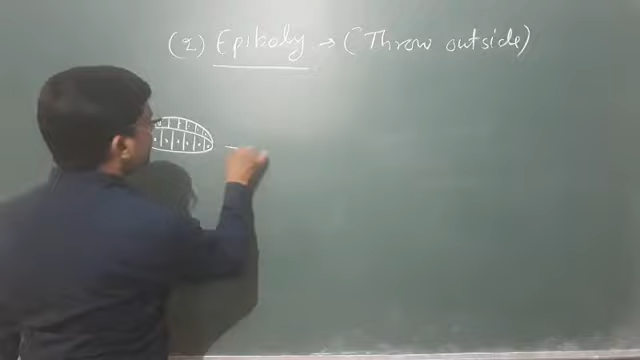 (2) Epiboly → (Throw outside)